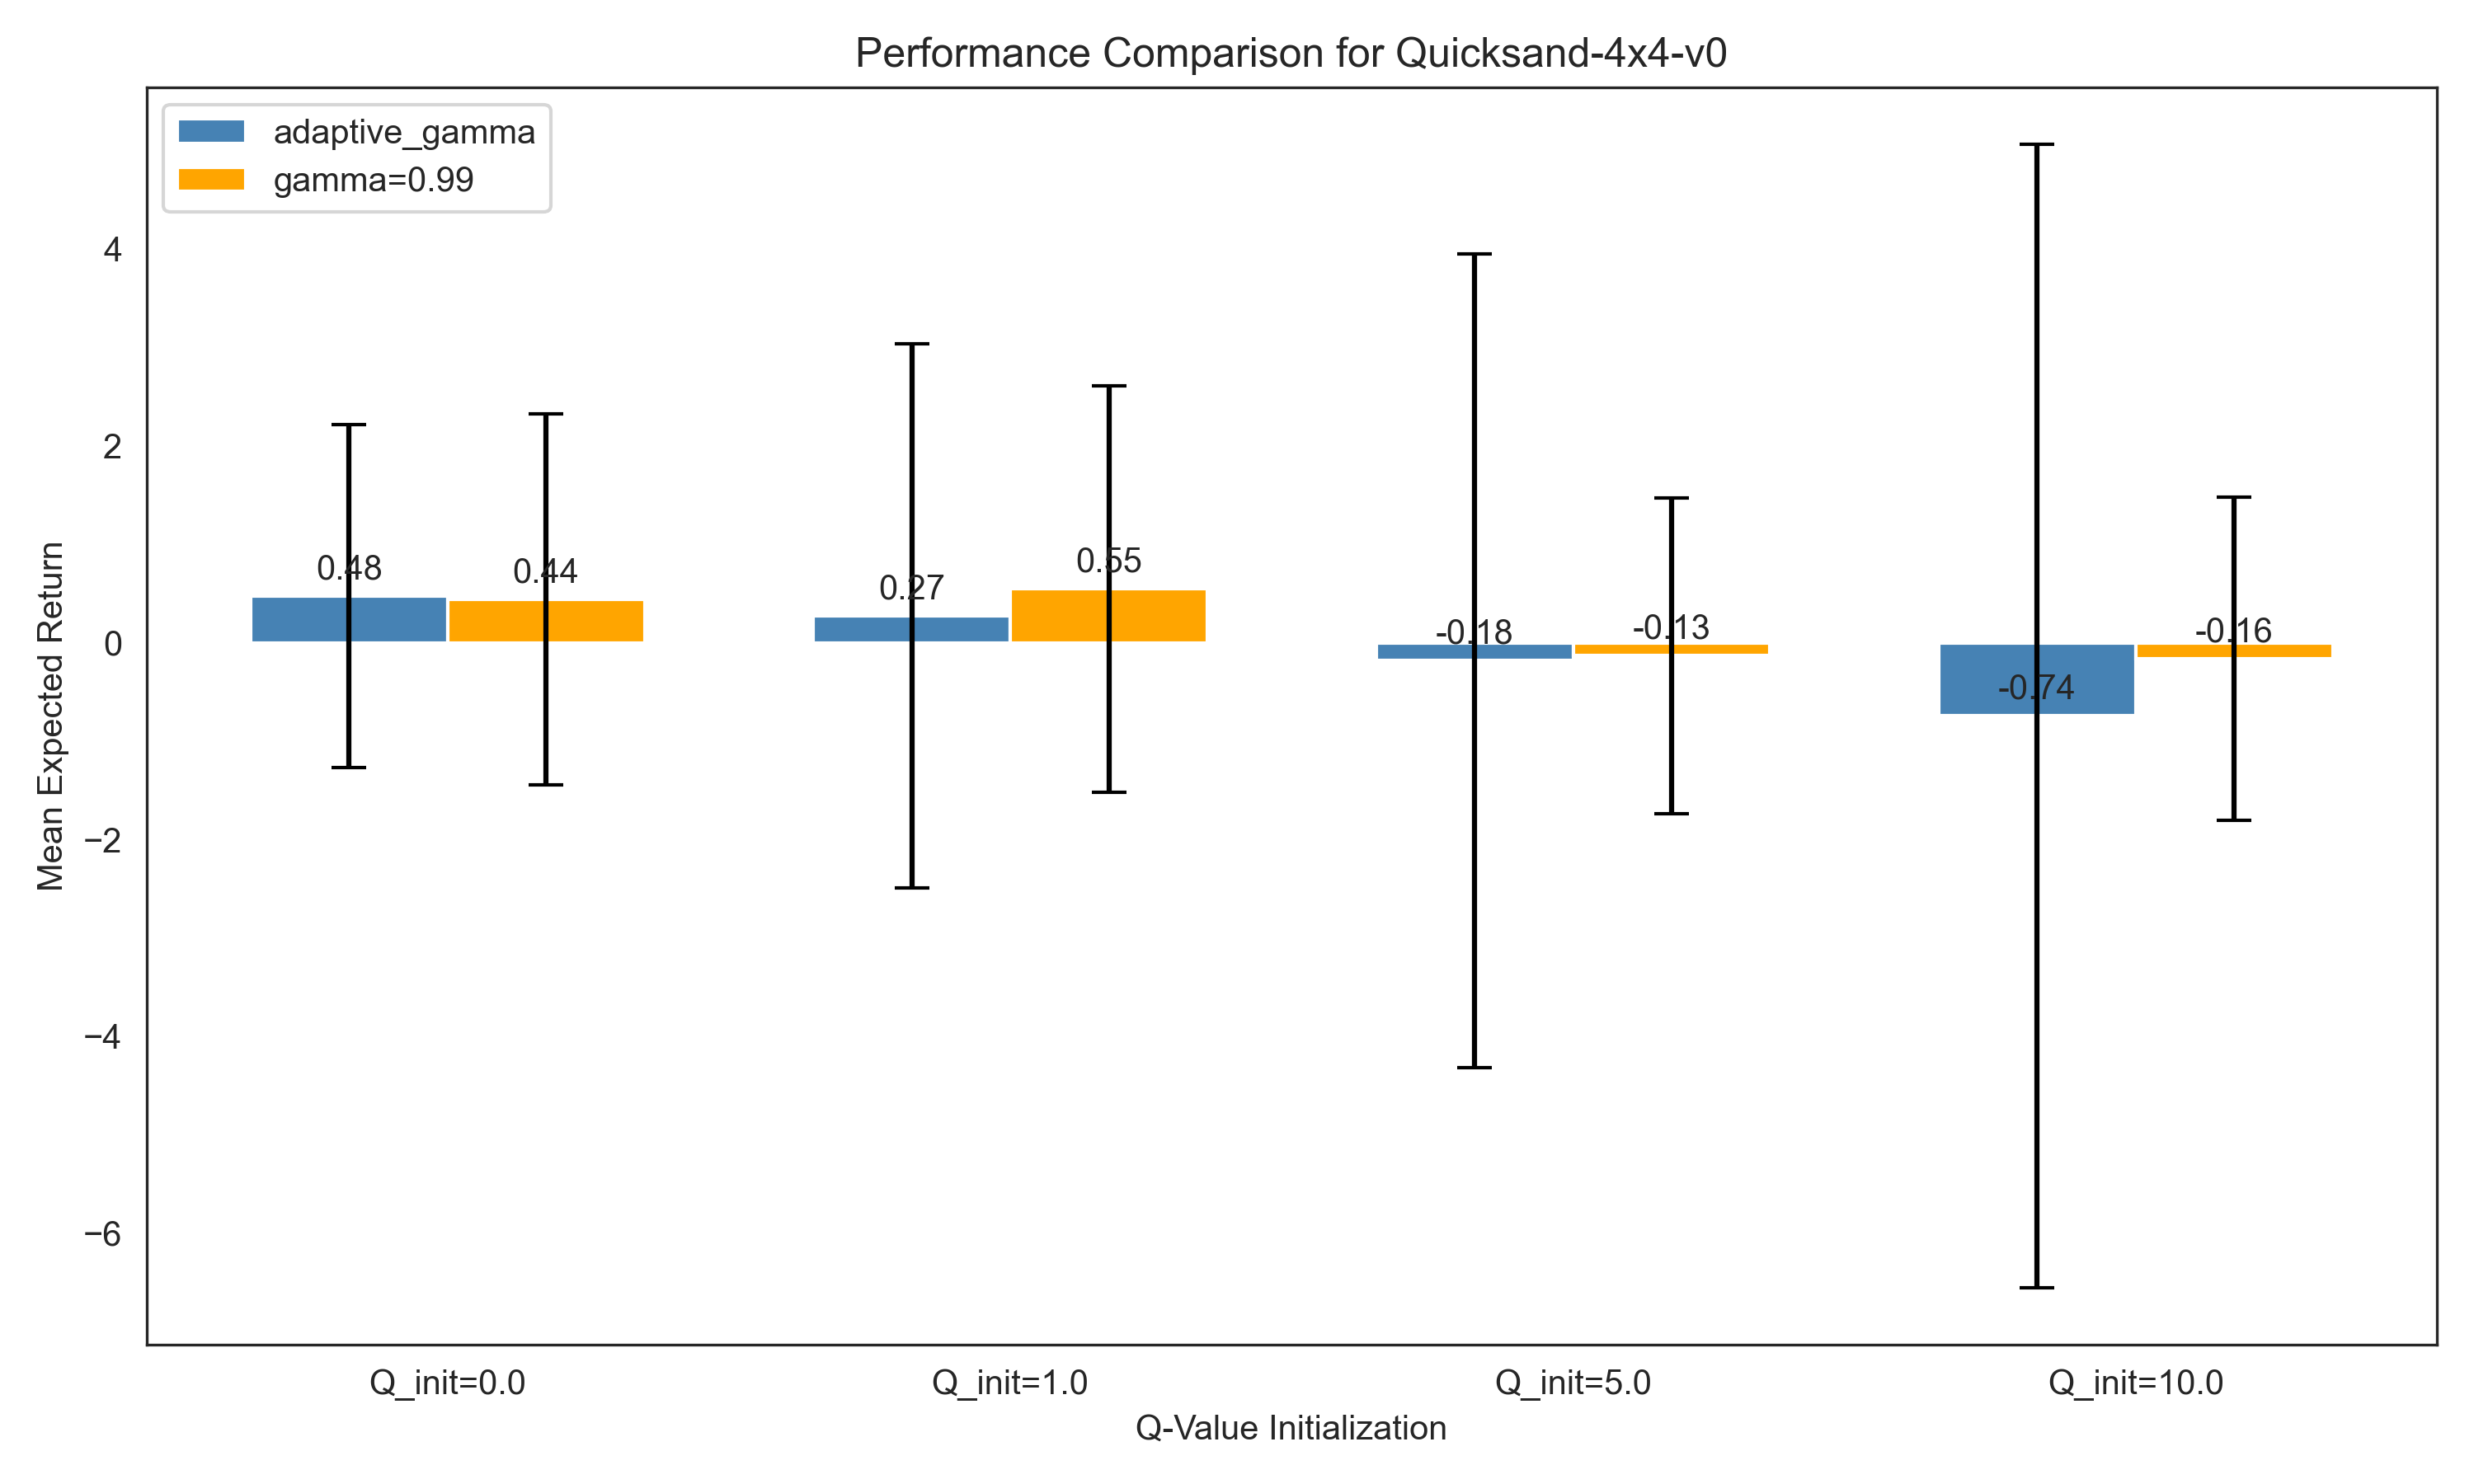 Performance Comparison for Quicksand-4x4-v0
adaptive_gamma
gamma=0.99
Mean Expected Return
4
2
0
−2
−4
−6
0.48
0.44
0.27
0.55
-0.18
-0.13
-0.74
-0.16
Q_init=0.0
Q_init=1.0
Q_init=5.0
Q_init=10.0
Q-Value Initialization